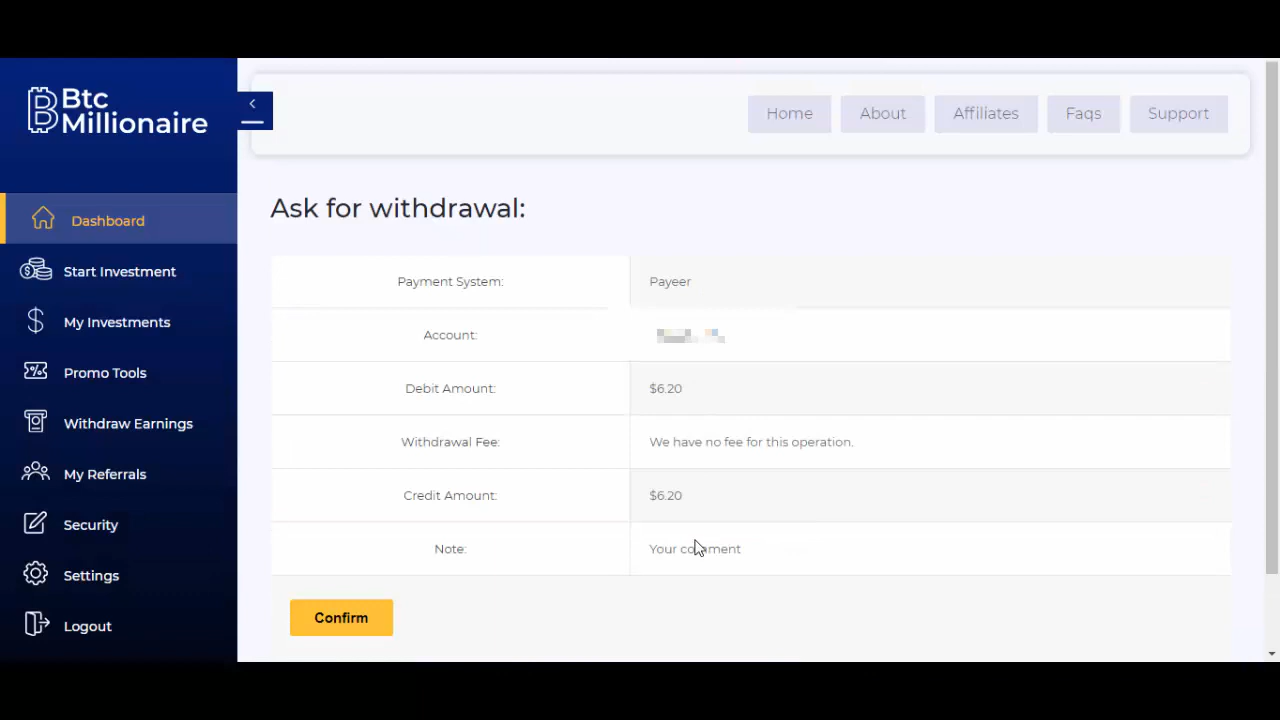 Btc
Millionaire
Home About Affiliates Faqs Support
Ask for withdrawal:
Dashboard
Start Investment
My Investments
Promo Tools
Withdraw Earnings
My Referrals
Security
Settings
Logout
Payment System: Payeer
Account:
Debit Amount: $6.20
Withdrawal Fee: We have no fee for this operation.
Credit Amount: $6.20
Note: Your comment
Confirm